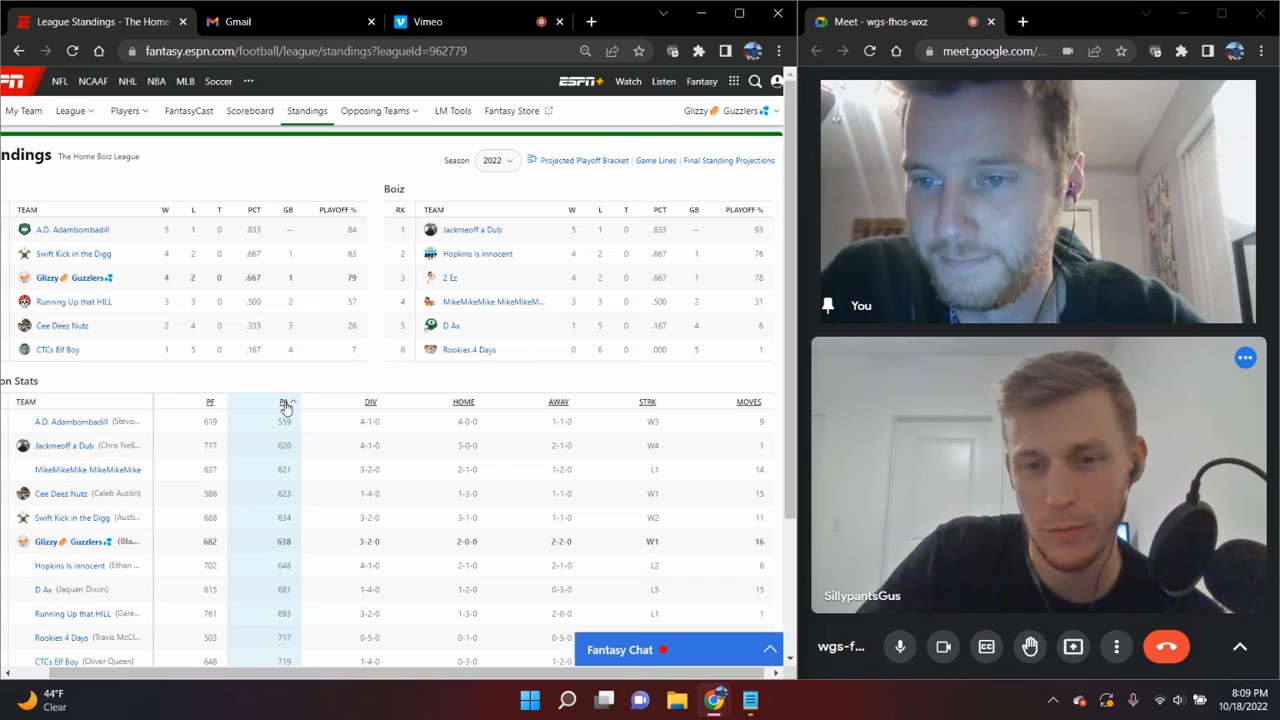 League Standings - The Home Gmail Vimeo
fantasy.espn.com/football/league/standings?leagueId=962779
NFL NCAAF NHL NBA MLB Soccer ••• ESPN+ Watch Listen Fantasy
My Team League Players FantasyCast Scoreboard Standings Opposing Teams LM Tools Fantasy Store Glizzy🥜 Guzzlers💦
ndings The Home Boiz League Season 2022 Projected Playoff Bracket | Game Lines | Final Standing Projections
Boiz
TEAM W L T PCT GB PLAYOFF % RK TEAM W L T PCT GB PLAYOFF %
A.D. Adambombadill 5 1 0 .833 -- 84 1 Jackmeoff a Dub 5 1 0 .833 -- 93
Swift Kick in the Digg 4 2 0 .667 1 63 2 Hopkins Is innocent 4 2 0 .667 1 76
Glizzy🥜 Guzzlers💦 4 2 0 .667 1 79 3 2 Ez 4 2 0 .667 1 78
Running Up that HILL 3 3 0 .500 2 57 4 MikeMikeMike MikeMikeM... 3 3 0 .500 2 31
Cee Deez Nutz 2 4 0 .333 3 26 5 D Ax 1 5 0 .167 4 6
CTCs Elf Boy 1 5 0 .167 4 7 6 Rookies 4 Days 0 6 0 .000 5 1
on Stats
TEAM PF PA DIV HOME AWAY STRK MOVES
A.D. Adambombadill (Stevo... 619 559 4-1-0 4-0-0 1-1-0 W3 9
Jackmeoff a Dub (Chris Nell... 717 620 4-1-0 3-0-0 2-1-0 W4 1
MikeMikeMike MikeMikeMike 637 621 3-2-0 2-1-0 1-2-0 L1 14
Cee Deez Nutz (Caleb Austin) 586 623 1-4-0 1-3-0 1-1-0 W1 15
Swift Kick in the Digg (Austi... 688 634 3-2-0 3-1-0 1-1-0 W2 11
Glizzy🥜 Guzzlers💦 (Bla... 682 638 3-2-0 2-0-0 2-2-0 W1 16
Hopkins Is innocent (Ethan ... 702 646 4-1-0 2-1-0 2-1-0 L2 6
D Ax (Jaquan Dixon) 615 681 1-4-0 1-2-0 0-3-0 L5 15
Running Up that HILL (Gare... 761 693 3-2-0 1-3-0 2-0-0 L1 1
Rookies 4 Days (Travis McCl... 503 717 0-5-0 0-1-0
CTCs Elf Boy (Oliver Queen) 648 719 1-4-0 0-3-0
Fantasy Chat
44°F
Clear
Meet - wgs-fhos-wxz
meet.google.com/...
You
SillypantsGus
wgs-f...
8:09 PM
10/18/2022